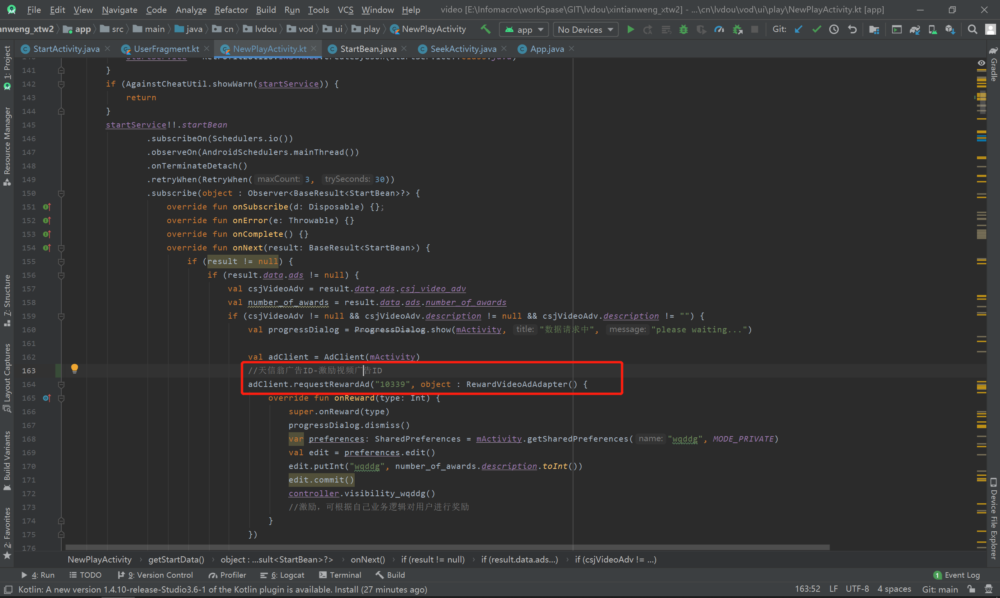 File Edit View Navigate Code Analyze Refactor Build Run Tools VCS Window Help video [E:\Infomacro\workSpase\GIT\lvdou\xintianweng_xtw2] - ...\cn\lvdou\vod\ui\play\NewPlayActivity.kt [app]
anweng_xtw2 app src main java cn lvdou vod ui play NewPlayActivity app No Devices Git:
StartActivity.java UserFragment.kt NewPlayActivity.kt StartBean.java SeekActivity.java App.java
141 }
142 if (AgainstCheatUtil.showWarn(startService)) {
143 return
144 }
145 startService!!.startBean
146 .subscribeOn(Schedulers.io())
147 .observeOn(AndroidSchedulers.mainThread())
148 .onTerminateDetach()
149 .retryWhen(RetryWhen( maxCount: 3, trySeconds: 30))
150 .subscribe(object : Observer<BaseResult<StartBean>?> {
151 override fun onSubscribe(d: Disposable) {};
152 override fun onError(e: Throwable) {}
153 override fun onComplete() {}
154 override fun onNext(result: BaseResult<StartBean>) {
155 if (result != null) {
156 if (result.data.ads != null) {
157 val csjVideoAdv = result.data.ads.csj_video_adv
158 val number_of_awards = result.data.ads.number_of_awards
159 if (csjVideoAdv != null && csjVideoAdv.description != null && csjVideoAdv.description != "") {
160 val progressDialog = ProgressDialog.show(mActivity, title: "数据请求中", message: "please waiting...")
161
162 val adClient = AdClient(mActivity)
163 //天信翁广告ID-激励视频广告ID
164 adClient.requestRewardAd("10339", object : RewardVideoAdAdapter() {
165 override fun onReward(type: Int) {
166 super.onReward(type)
167 progressDialog.dismiss()
168 var preferences: SharedPreferences = mActivity.getSharedPreferences( name: "wqddg", MODE_PRIVATE)
169 val edit = preferences.edit()
170 edit.putInt("wqddg", number_of_awards.description.toInt())
171 edit.commit()
172 controller.visibility_wqddg()
173 //激励，可根据自己业务逻辑对用户进行奖励
174 }
175 })
176
NewPlayActivity › getStartData() › object : ...sult<StartBean>?> › onNext() › if (result != null) › if (result.data.ads...) › if (csjVideoAdv != ...)
4: Run TODO 9: Version Control Profiler 6: Logcat Terminal Build 1 Event Log
Kotlin: A new version 1.4.10-release-Studio3.6-1 of the Kotlin plugin is available. Install (27 minutes ago) 163:52 LF UTF-8 4 spaces Git: main
1: Project
Resource Manager
7: Structure
Layout Captures
Build Variants
2: Favorites
Gradle
Device File Explorer